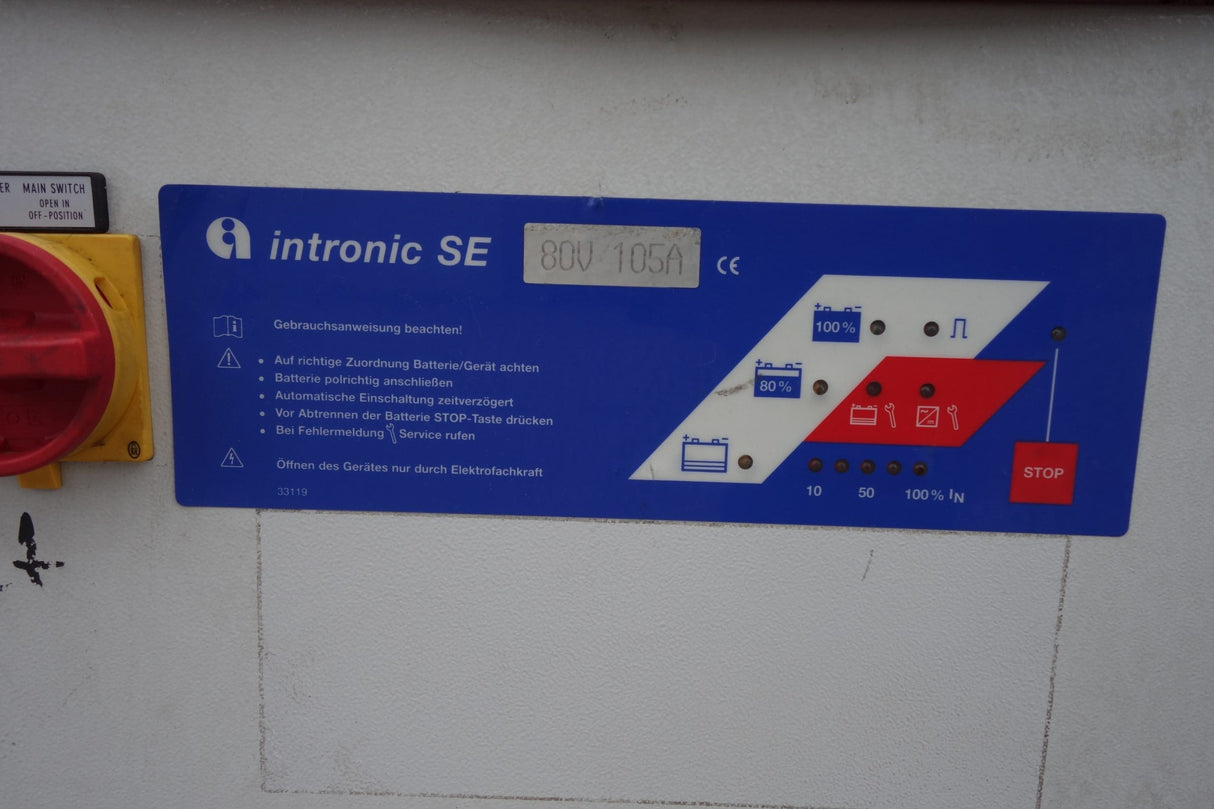 ER MAIN SWITCH
OPEN IN
OFF-POSITION
intronic SE 80V 105A CE
Gebrauchsanweisung beachten!
• Auf richtige Zuordnung Batterie/Gerät achten
• Batterie polrichtig anschließen
• Automatische Einschaltung zeitverzögert
• Vor Abtrennen der Batterie STOP-Taste drücken
• Bei Fehlermeldung Service rufen
Öffnen des Gerätes nur durch Elektrofachkraft
33119
100%
80%
10 50 100% IN
STOP